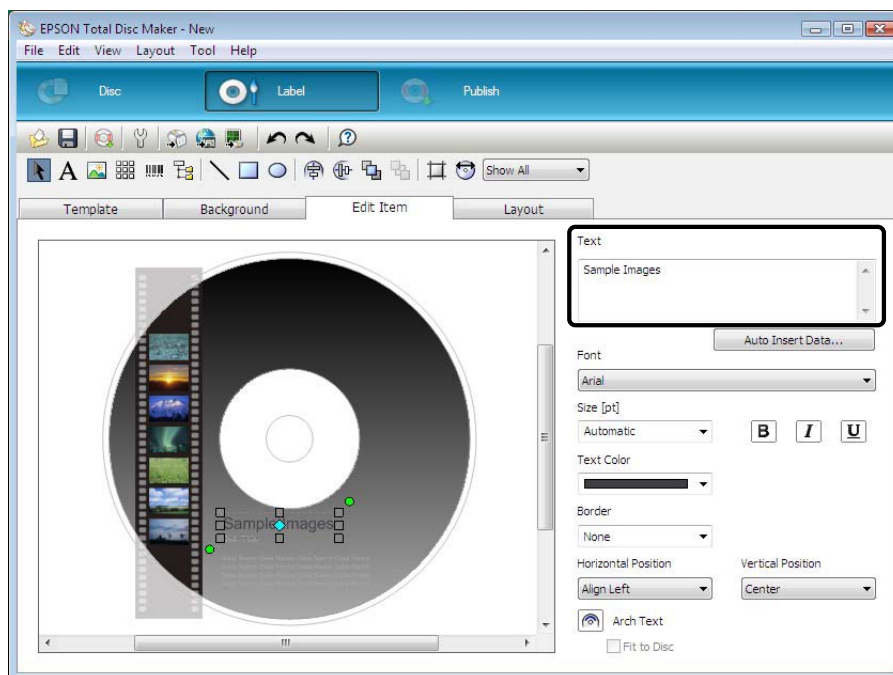 EPSON Total Disc Maker - New
File Edit View Layout Tool Help
Disc Label Publish
A Show All
Template Background Edit Item Layout
Text
Sample Images
Auto Insert Data...
Font
Arial
Size [pt]
Automatic B I U
Text Color
Border
None
Horizontal Position Vertical Position
Align Left Center
Arch Text
Fit to Disc
Sample Images